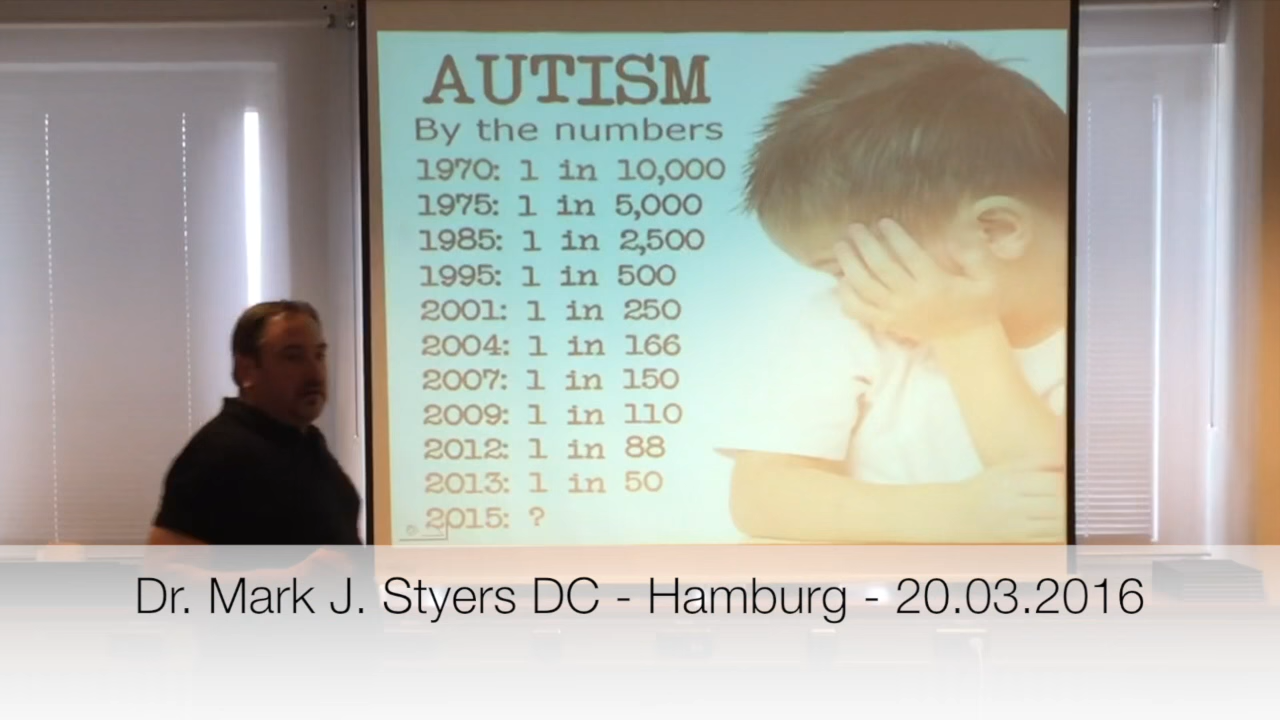 AUTISM
By the numbers
1970: 1 in 10,000
1975: 1 in 5,000
1985: 1 in 2,500
1995: 1 in 500
2001: 1 in 250
2004: 1 in 166
2007: 1 in 150
2009: 1 in 110
2012: 1 in 88
2013: 1 in 50
2015: ?
Dr. Mark J. Styers DC - Hamburg - 20.03.2016